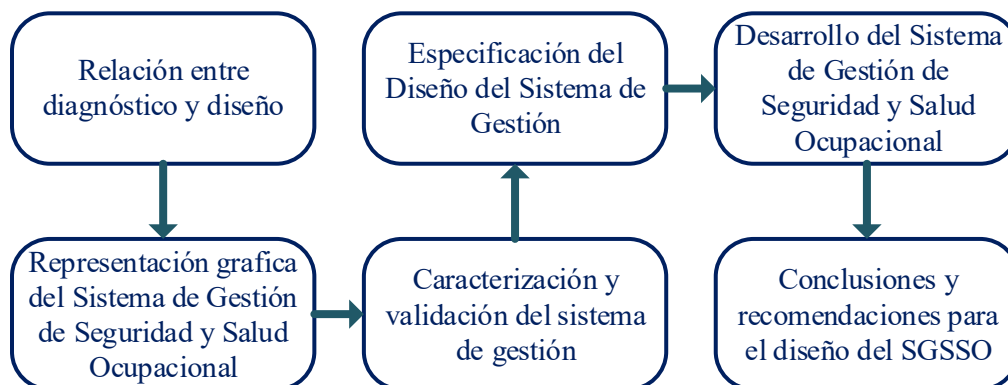 Relación entre
diagnóstico y diseño
Representación grafica
del Sistema de Gestión
de Seguridad y Salud
Ocupacional
Caracterización y
validación del sistema
de gestión
Especificación del
Diseño del Sistema de
Gestión
Desarrollo del Sistema
de Gestión de
Seguridad y Salud
Ocupacional
Conclusiones y
recomendaciones para
el diseño del SGSSO